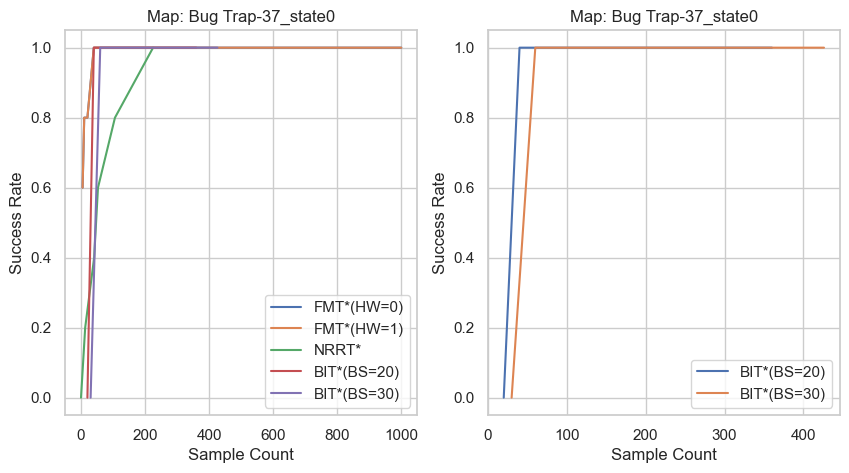 Map: Bug Trap-37_state0
Success Rate
1.0
0.8
0.6
0.4
0.2
0.0
0
200
400
600
800
1000
Sample Count
FMT*(HW=0)
FMT*(HW=1)
NRRT*
BIT*(BS=20)
BIT*(BS=30)
Map: Bug Trap-37_state0
Success Rate
1.0
0.8
0.6
0.4
0.2
0.0
0
100
200
300
400
Sample Count
BIT*(BS=20)
BIT*(BS=30)